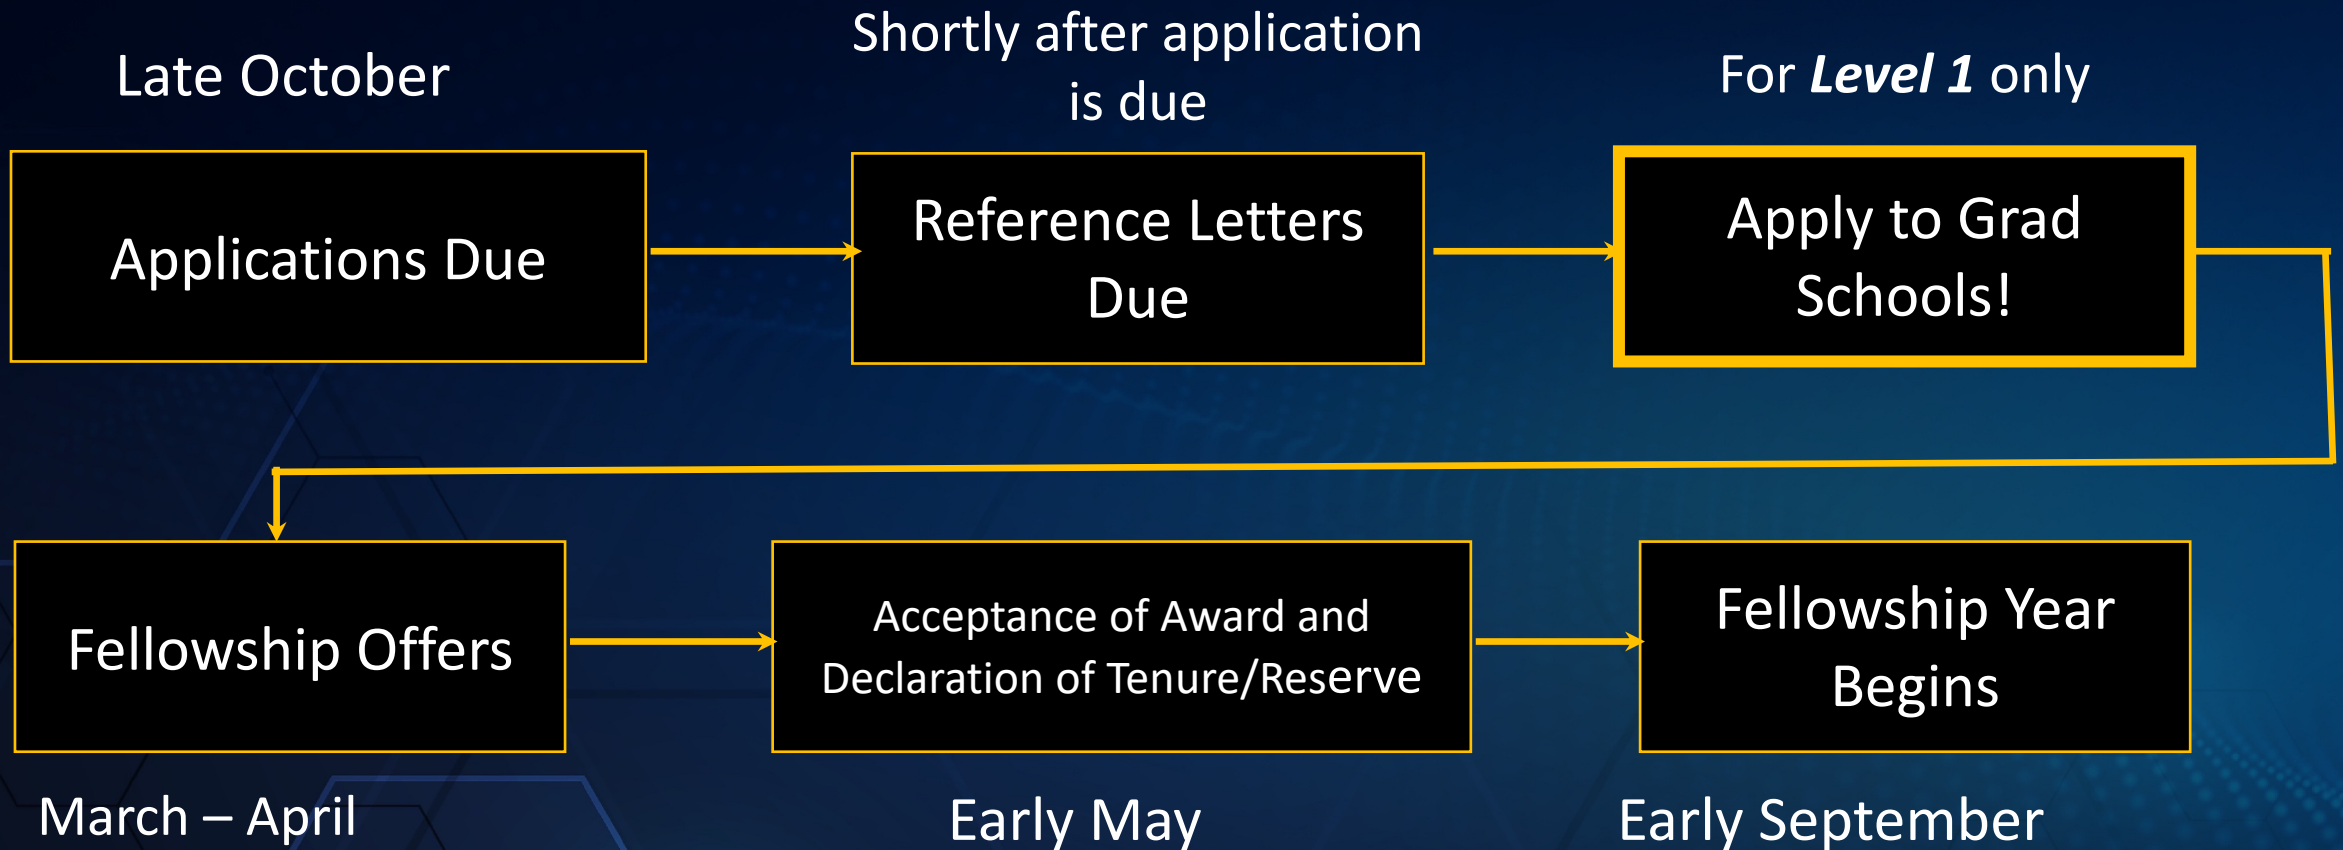 Late October
Shortly after application
is due
For Level 1 only
Applications Due
Reference Letters
Due
Apply to Grad
Schools!
Fellowship Offers
Acceptance of Award and
Declaration of Tenure/Reserve
Fellowship Year
Begins
March – April
Early May
Early September